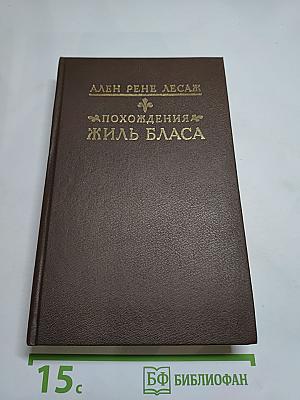 АЛЕН РЕНЕ ЛЕСАЖ
ПОХОЖДЕНИЯ
ЖИЛЬ БЛАСА
15с
БФ БИБЛИОФАН